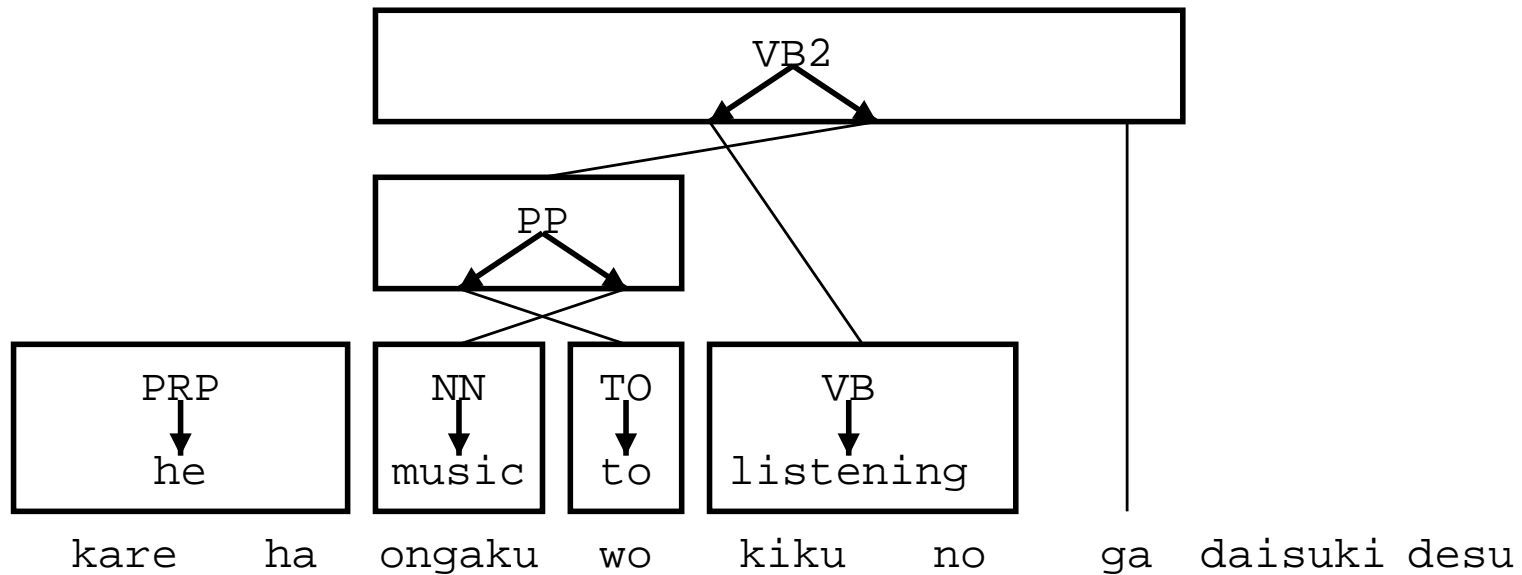 VB2
PP
PRP NN TO VB
he music to listening
kare ha ongaku wo kiku no ga daisuki desu